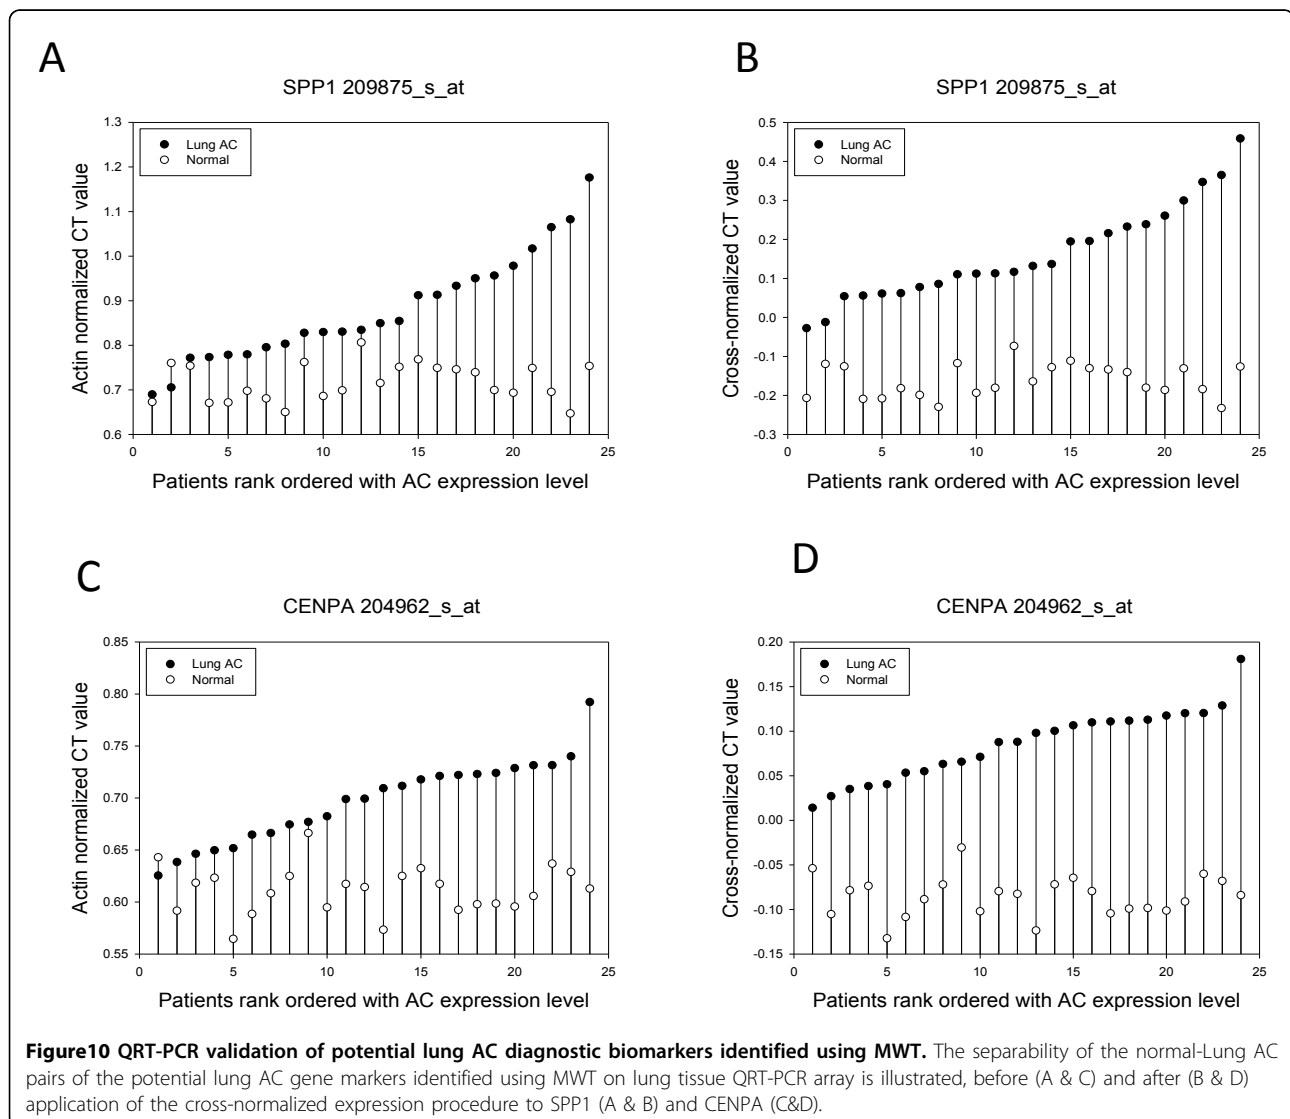 A
SPP1 209875_s_at
Actin normalized CT value
1.3
1.2
1.1
1.0
0.9
0.8
0.7
0.6
Lung AC
Normal
0 5 10 15 20 25
Patients rank ordered with AC expression level
B
SPP1 209875_s_at
Cross-normalized CT value
0.5
0.4
0.3
0.2
0.1
0.0
-0.1
-0.2
-0.3
Lung AC
Normal
0 5 10 15 20 25
Patients rank ordered with AC expression level
C
CENPA 204962_s_at
Actin normalized CT value
0.85
0.80
0.75
0.70
0.65
0.60
0.55
Lung AC
Normal
0 5 10 15 20 25
Patients rank ordered with AC expression level
D
CENPA 204962_s_at
Cross-normalized CT value
0.20
0.15
0.10
0.05
0.00
-0.05
-0.10
-0.15
Lung AC
Normal
0 5 10 15 20 25
Patients rank ordered with AC expression level
Figure10 QRT-PCR validation of potential lung AC diagnostic biomarkers identified using MWT. The separability of the normal-Lung AC
pairs of the potential lung AC gene markers identified using MWT on lung tissue QRT-PCR array is illustrated, before (A & C) and after (B & D)
application of the cross-normalized expression procedure to SPP1 (A & B) and CENPA (C&D).